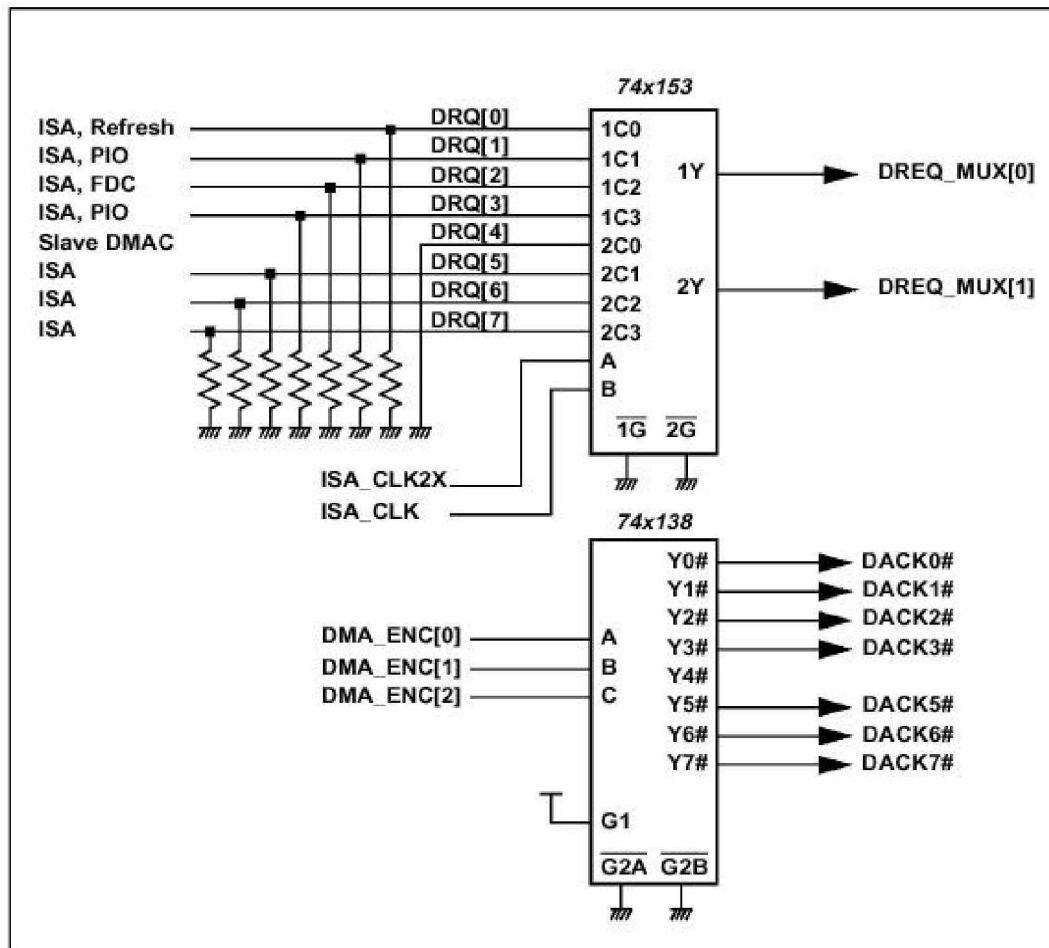 74x153
ISA, Refresh DRQ[0] 1C0
ISA, PIO DRQ[1] 1C1
1Y DREQ_MUX[0]
ISA, FDC DRQ[2] 1C2
ISA, PIO DRQ[3] 1C3
Slave DMAC DRQ[4] 2C0
ISA DRQ[5] 2C1
2Y DREQ_MUX[1]
ISA DRQ[6] 2C2
ISA DRQ[7] 2C3
A
B
1G 2G
ISA_CLK2X
ISA_CLK
74x138
Y0# DACK0#
Y1# DACK1#
Y2# DACK2#
DMA_ENC[0] A Y3# DACK3#
DMA_ENC[1] B Y4#
DMA_ENC[2] C Y5# DACK5#
Y6# DACK6#
Y7# DACK7#
G1
G2A G2B